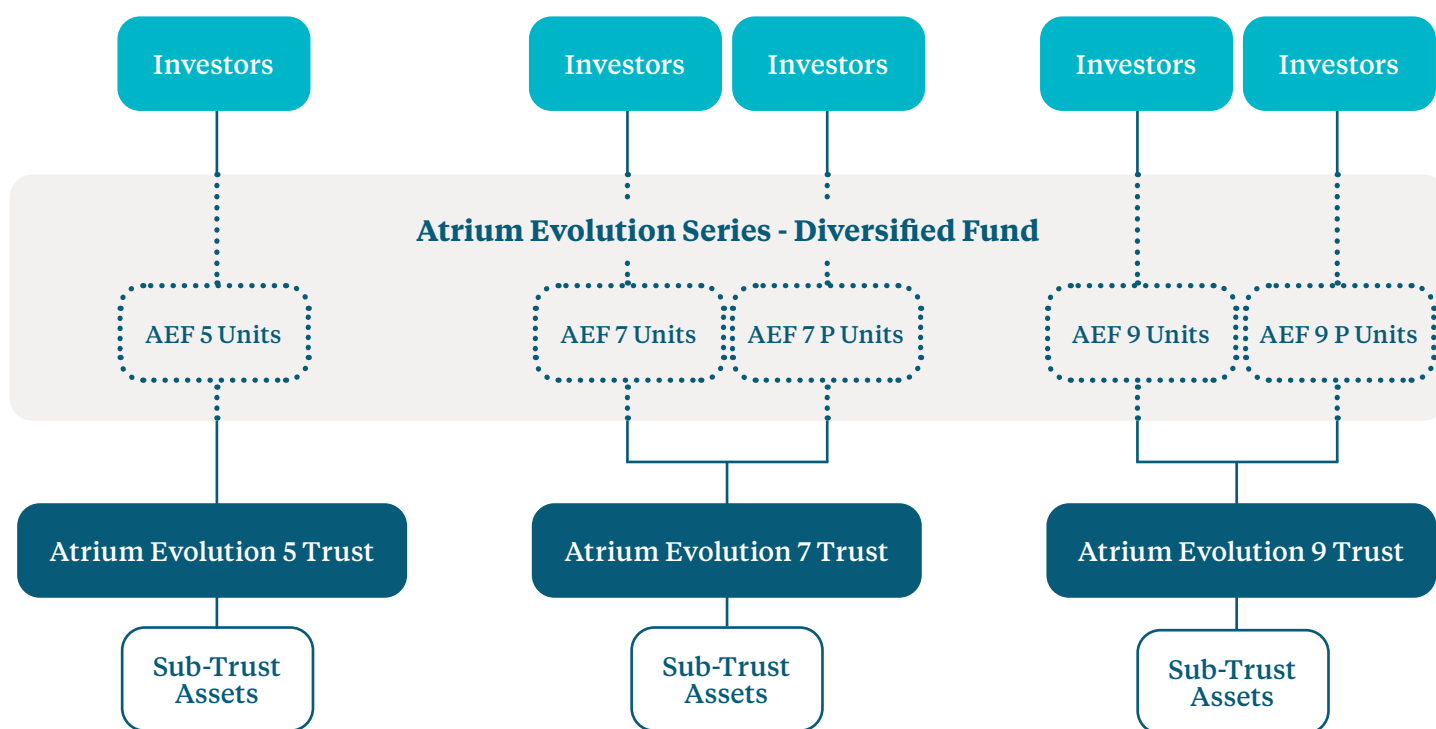 Investors
Investors
Investors
Investors
Investors
Atrium Evolution Series - Diversified Fund
AEF 5 Units
AEF 7 Units
AEF 7 P Units
AEF 9 Units
AEF 9 P Units
Atrium Evolution 5 Trust
Atrium Evolution 7 Trust
Atrium Evolution 9 Trust
Sub-Trust
Assets
Sub-Trust
Assets
Sub-Trust
Assets